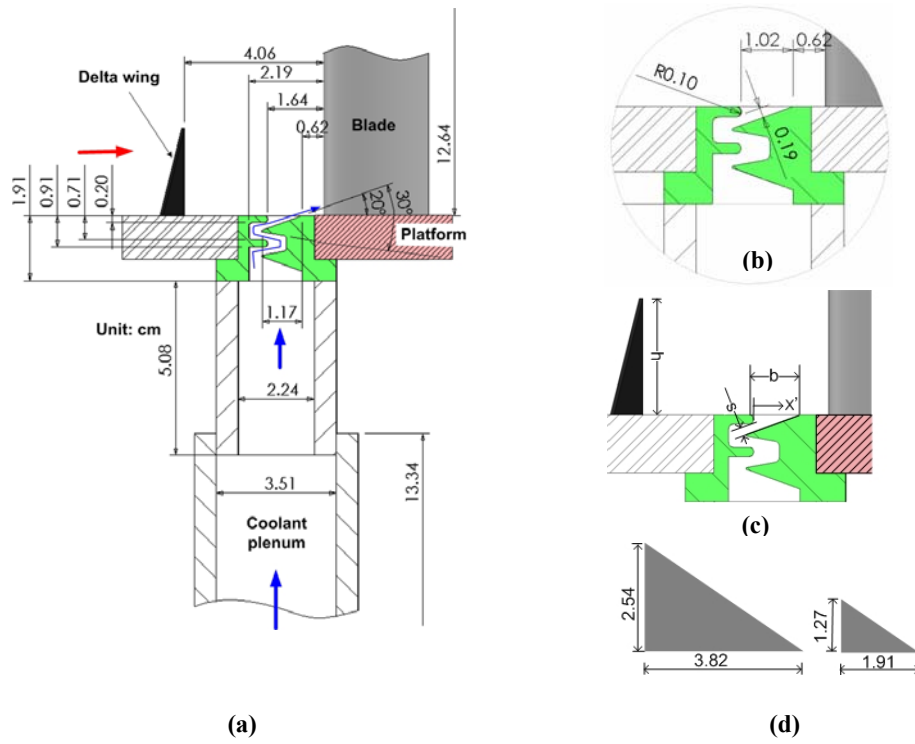 4.06
Delta wing
2.19
1.64
0.62
Blade
12.64
1.91
0.91
0.71
0.20
20°
30°
Platform
Unit: cm
1.17
5.08
2.24
3.51
13.34
Coolant
plenum
(a)
1.02
0.62
R0.10
0.19
(b)
h
b
s
X'
(c)
2.54
3.82
1.27
1.91
(d)